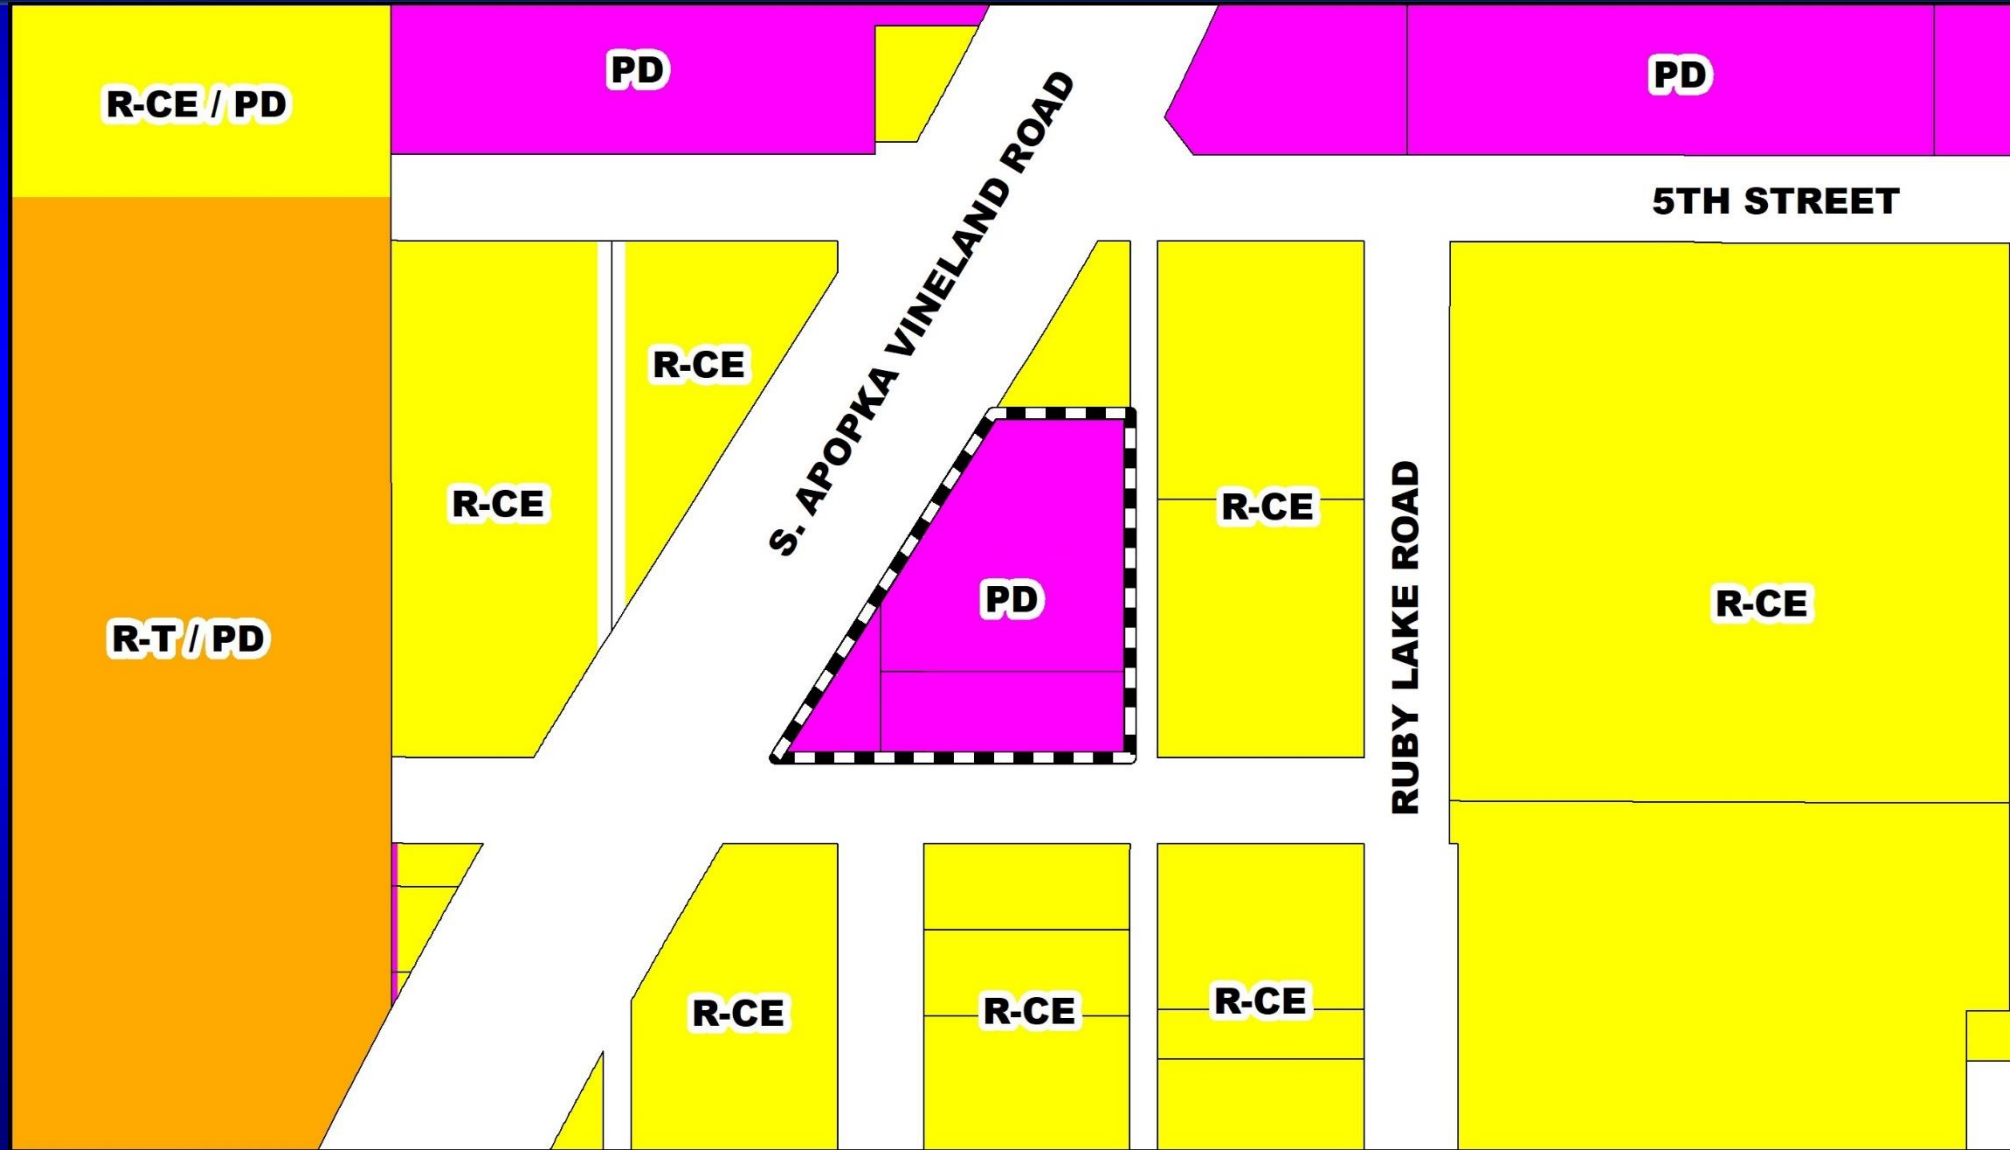 PD
PD
R-CE / PD
5TH STREET
S. APOPKA VINELAND ROAD
R-CE
R-CE
R-CE
PD
R-CE
R-T / PD
RUBY LAKE ROAD
R-CE
R-CE
R-CE